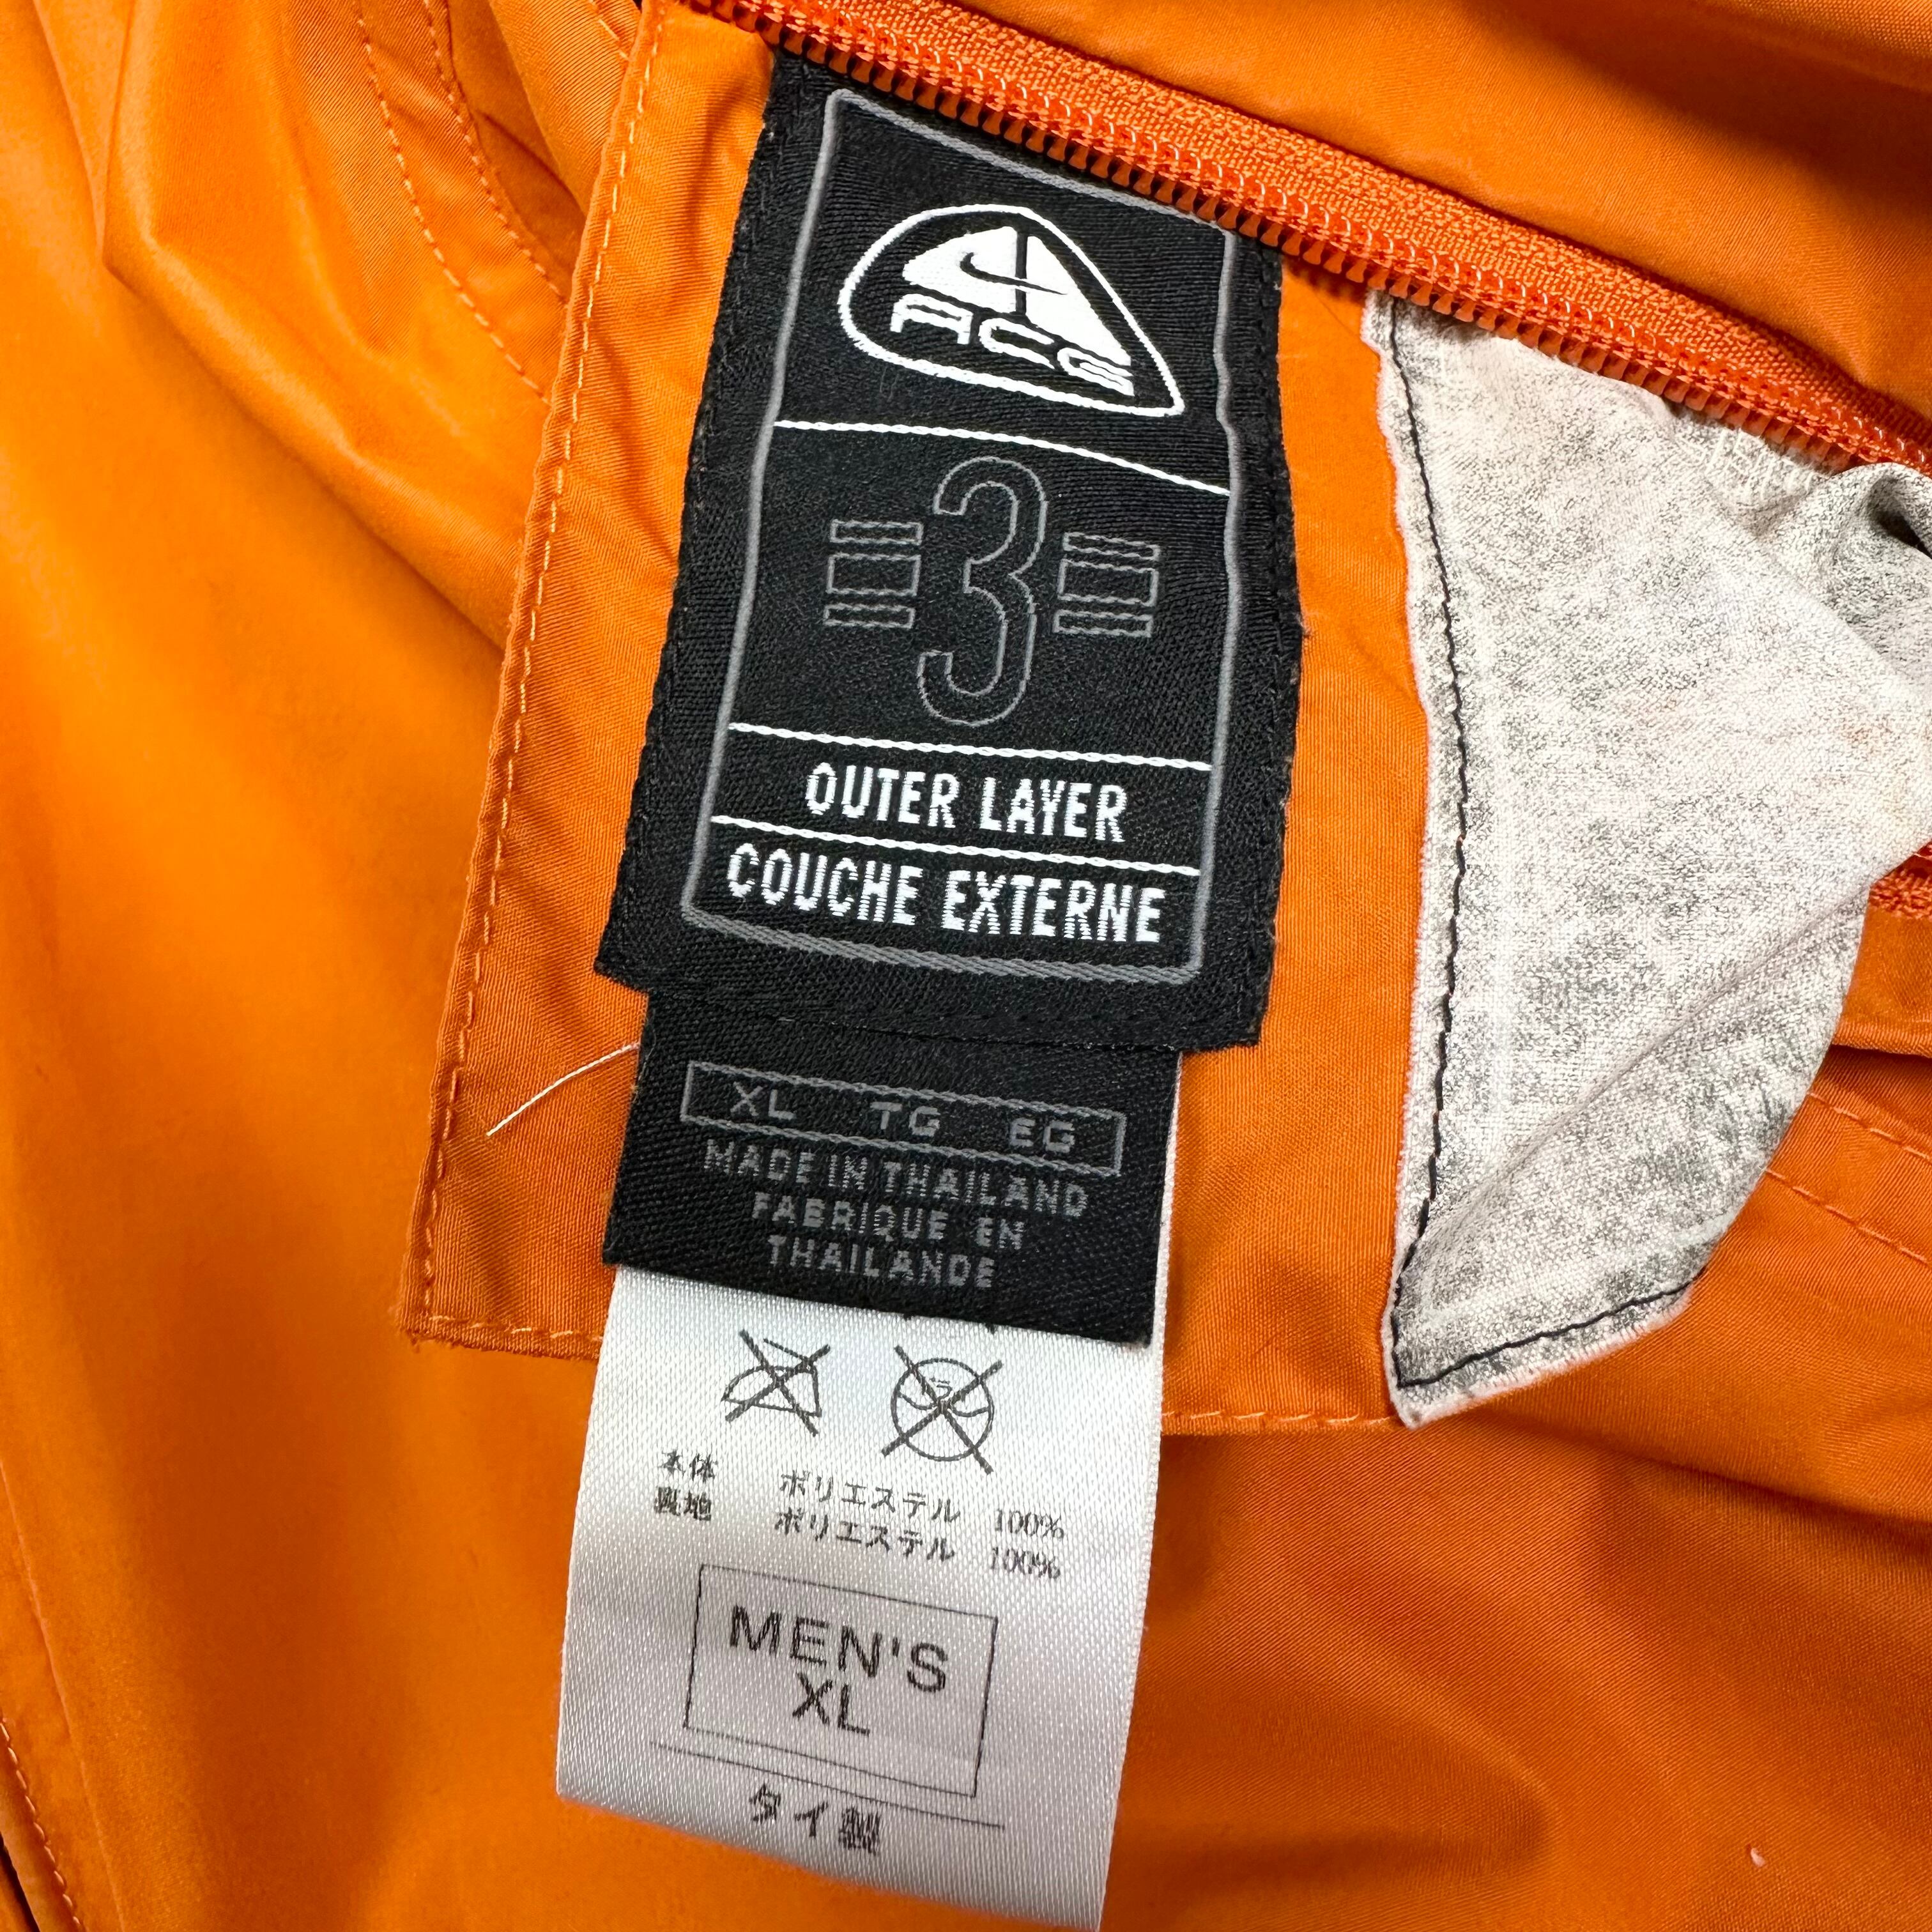 ACG
3
OUTER LAYER
COUCHE EXTERNE
XL TG EG
MADE IN THAILAND
FABRIQUE EN
THAILANDE
本体 ポリエステル 100%
裏地 ポリエステル 100%
MEN'S
XL
タイ製